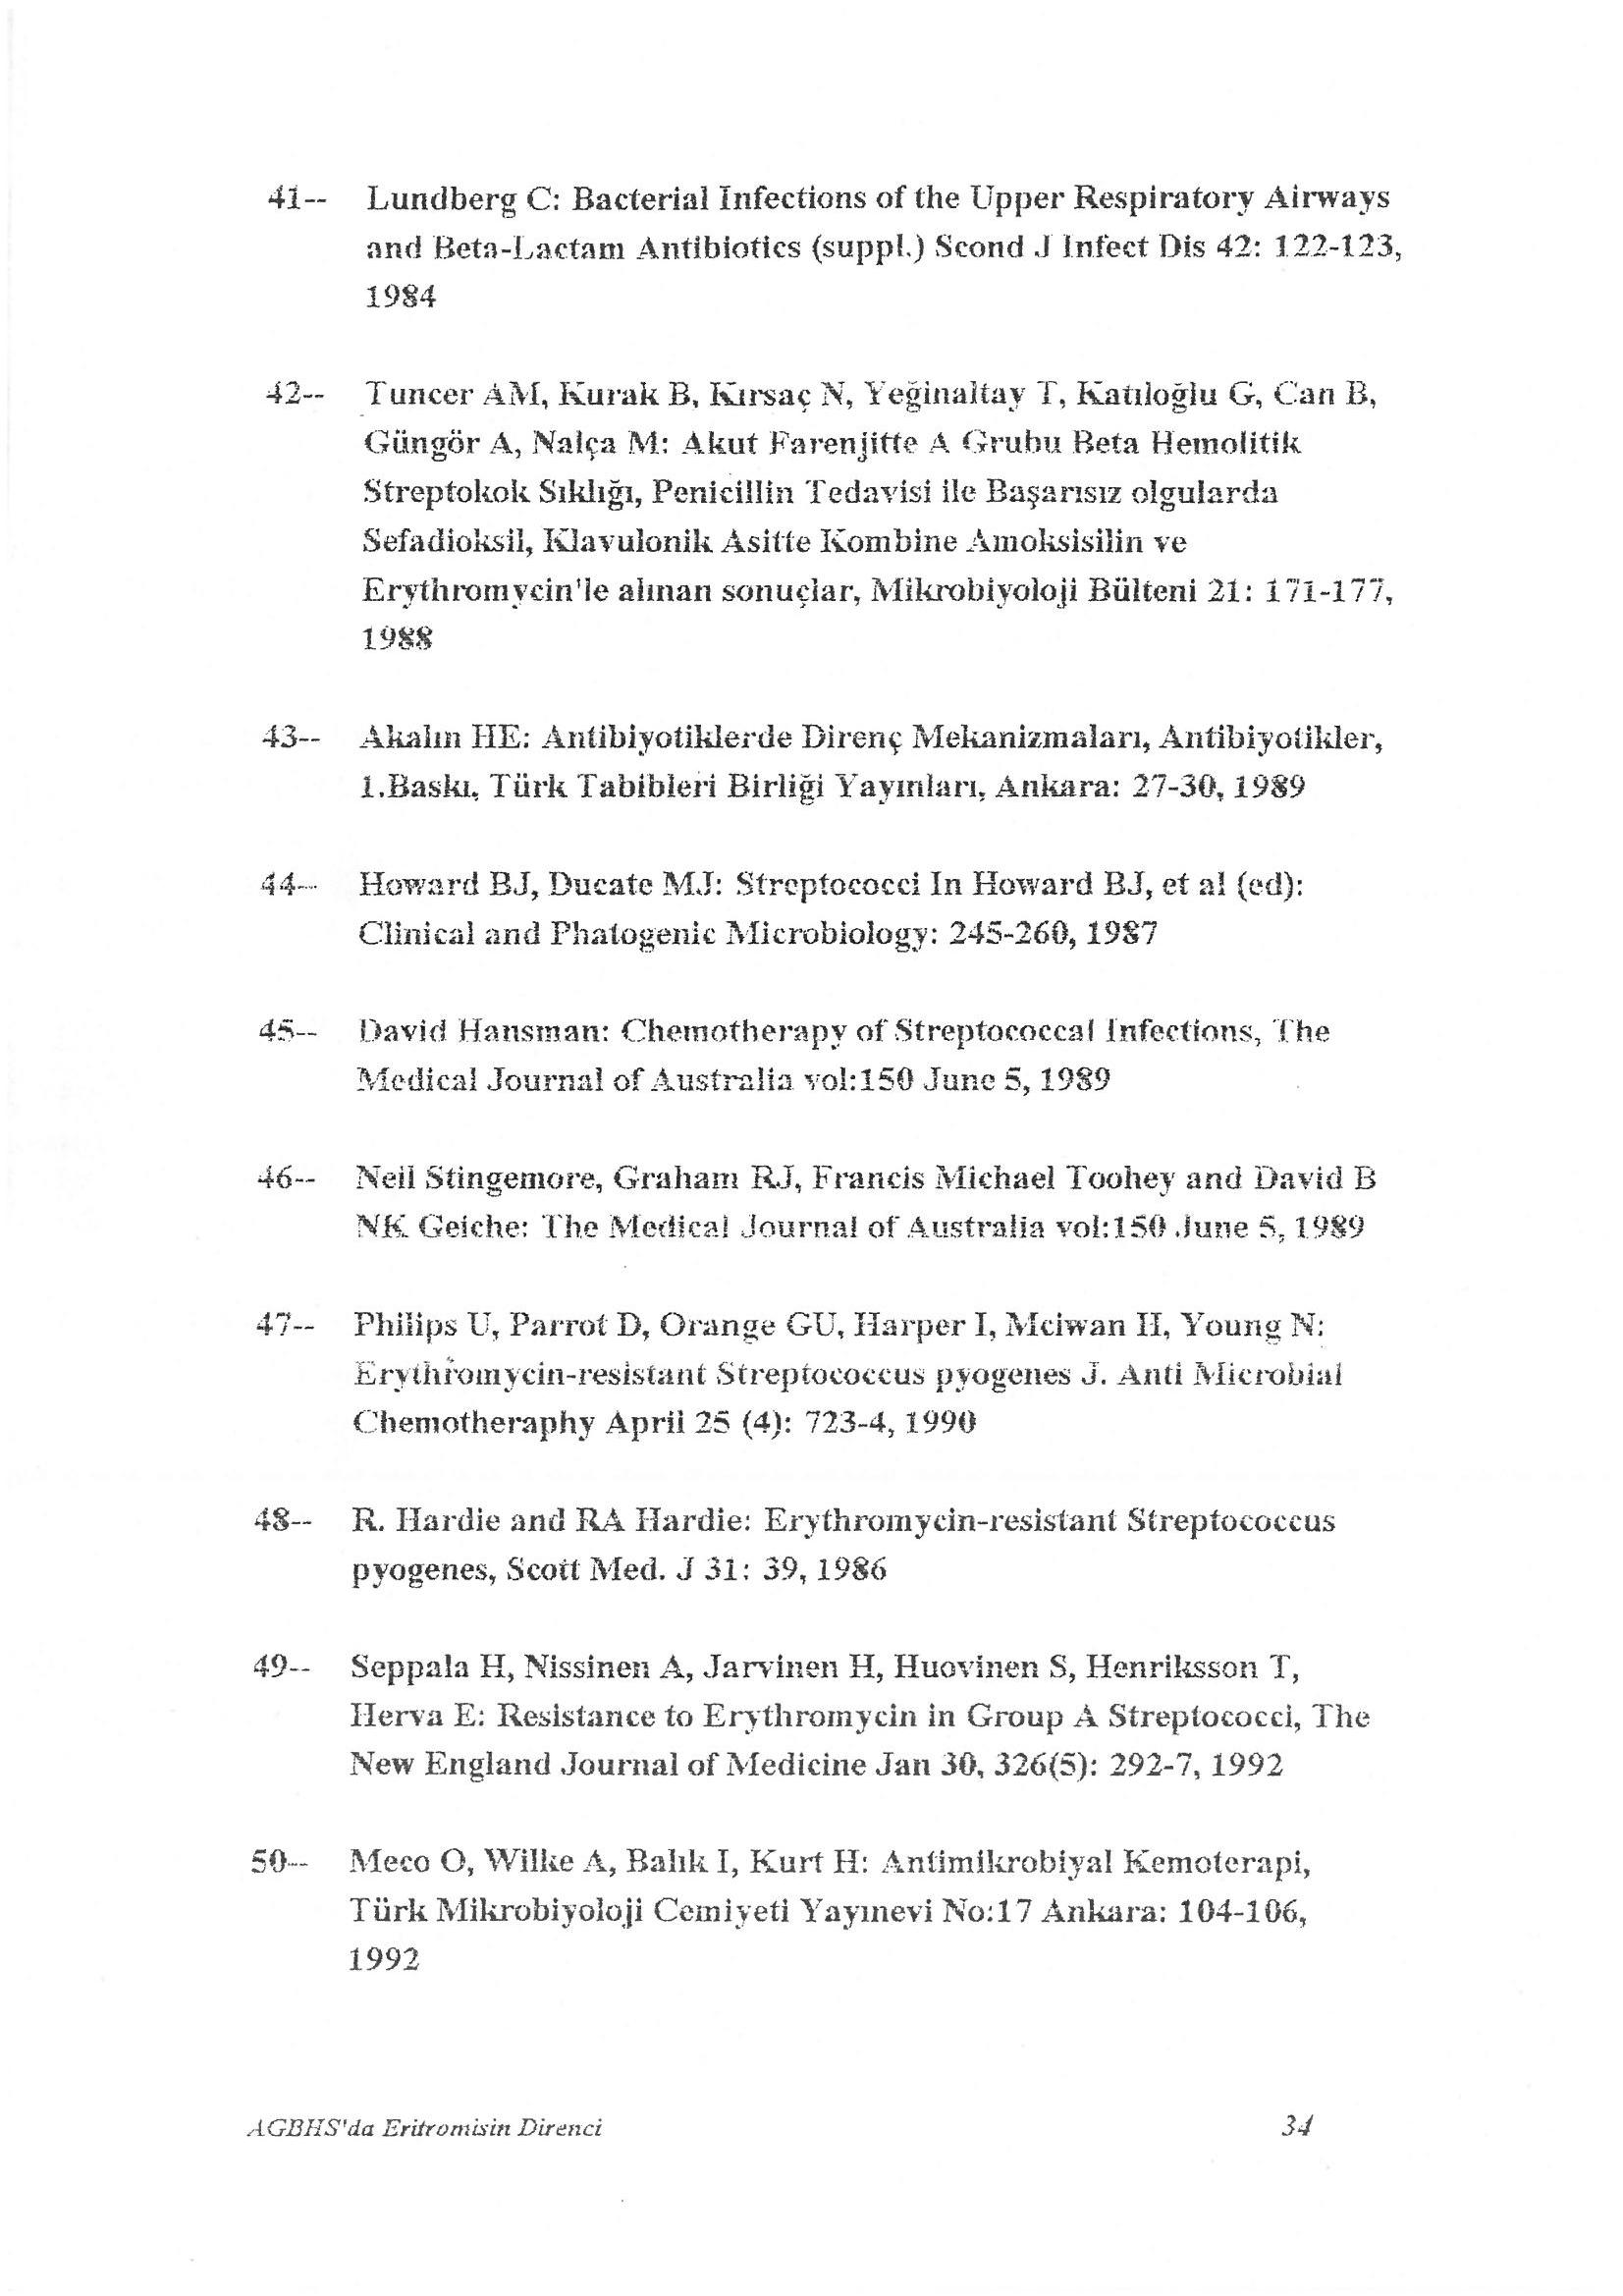 41-- Lundberg C: Bacterial Infections of the Upper Respiratory Airways
and Beta-Lactam Antibiotics (suppl.) Scond J Infect Dis 42: 122-123,
1984
42-- Tuncer AM, Kurak B, Kırsaç N, Yeğinaltay T, Katıloğlu G, Can B,
Güngör A, Nalça M: Akut Farenjitte A Grubu Beta Hemolitik
Streptokok Sıklığı, Penicillin Tedavisi ile Başarısız olgularda
Sefadioksil, Klavulonik Asitte Kombine Amoksisilin ve
Erythromycin'le alınan sonuçlar, Mikrobiyoloji Bülteni 21: 171-177,
1988
43-- Akalın HE: Antibiyotiklerde Direnç Mekanizmaları, Antibiyotikler,
1.Baskı, Türk Tabibleri Birliği Yayınları, Ankara: 27-30, 1989
44-- Howard BJ, Ducate MJ: Streptococci In Howard BJ, et al (ed):
Clinical and Phatogenic Microbiology: 245-260, 1987
45-- David Hansman: Chemotherapy of Streptococcal Infections, The
Medical Journal of Australia vol:150 June 5, 1989
46-- Neil Stingemore, Graham RJ, Francis Michael Toohey and David B
NK Geiche: The Medical Journal of Australia vol:150 June 5, 1989
47-- Philips U, Parrot D, Orange GU, Harper I, Mciwan H, Young N:
Erythromycin-resistant Streptococcus pyogenes J. Anti Microbial
Chemotheraphy April 25 (4): 723-4, 1990
48-- R. Hardie and RA Hardie: Erythromycin-resistant Streptococcus
pyogenes, Scott Med. J 31: 39, 1986
49-- Seppala H, Nissinen A, Jarvinen H, Huovinen S, Henriksson T,
Herva E: Resistance to Erythromycin in Group A Streptococci, The
New England Journal of Medicine Jan 30, 326(5): 292-7, 1992
50-- Meco O, Wilke A, Balık I, Kurt H: Antimikrobiyal Kemoterapi,
Türk Mikrobiyoloji Cemiyeti Yayınevi No:17 Ankara: 104-106,
1992
AGBHS'da Eritromisin Direnci 34